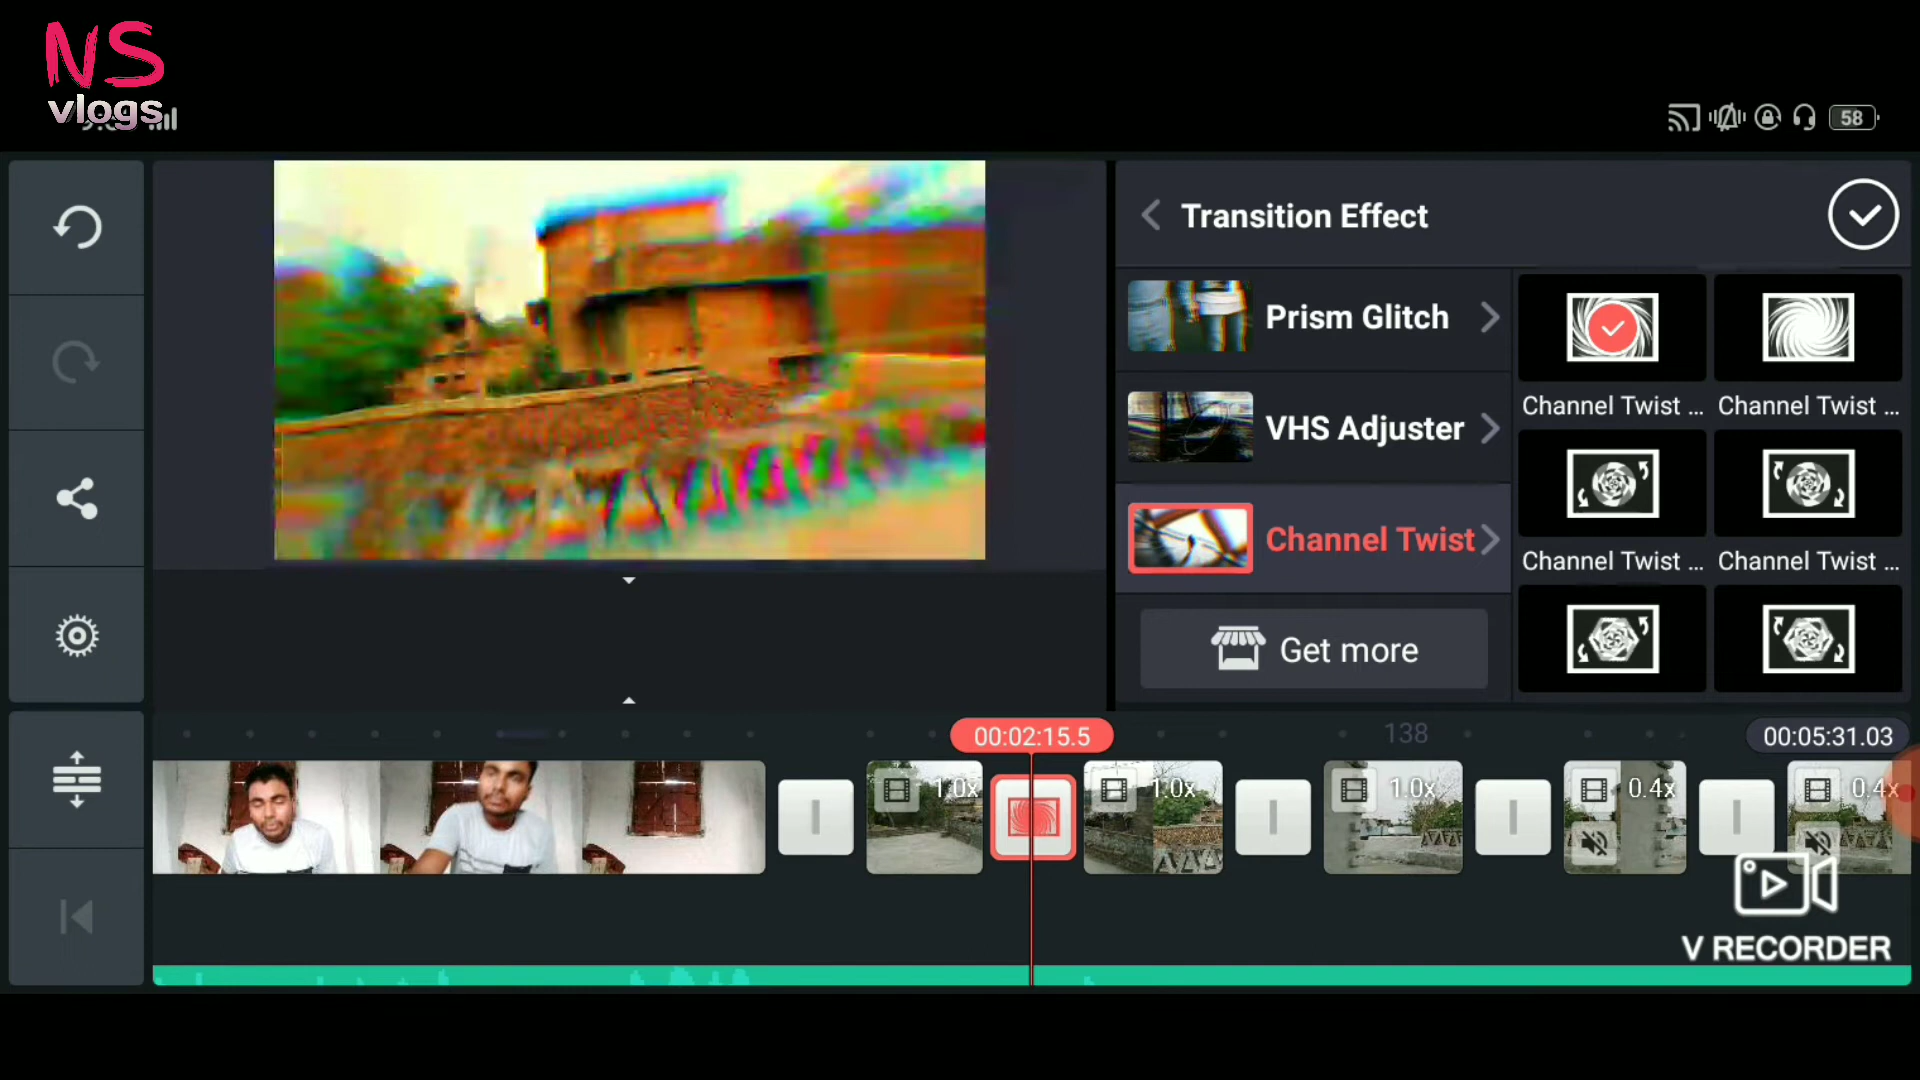 NS
vlogs
58
Transition Effect
Prism Glitch
VHS Adjuster
Channel Twist
Get more
Channel Twist ...
Channel Twist ...
Channel Twist ...
Channel Twist ...
00:02:15.5
138
00:05:31.03
1.0x
1.0x
1.0x
0.4x
0.4x
V RECORDER